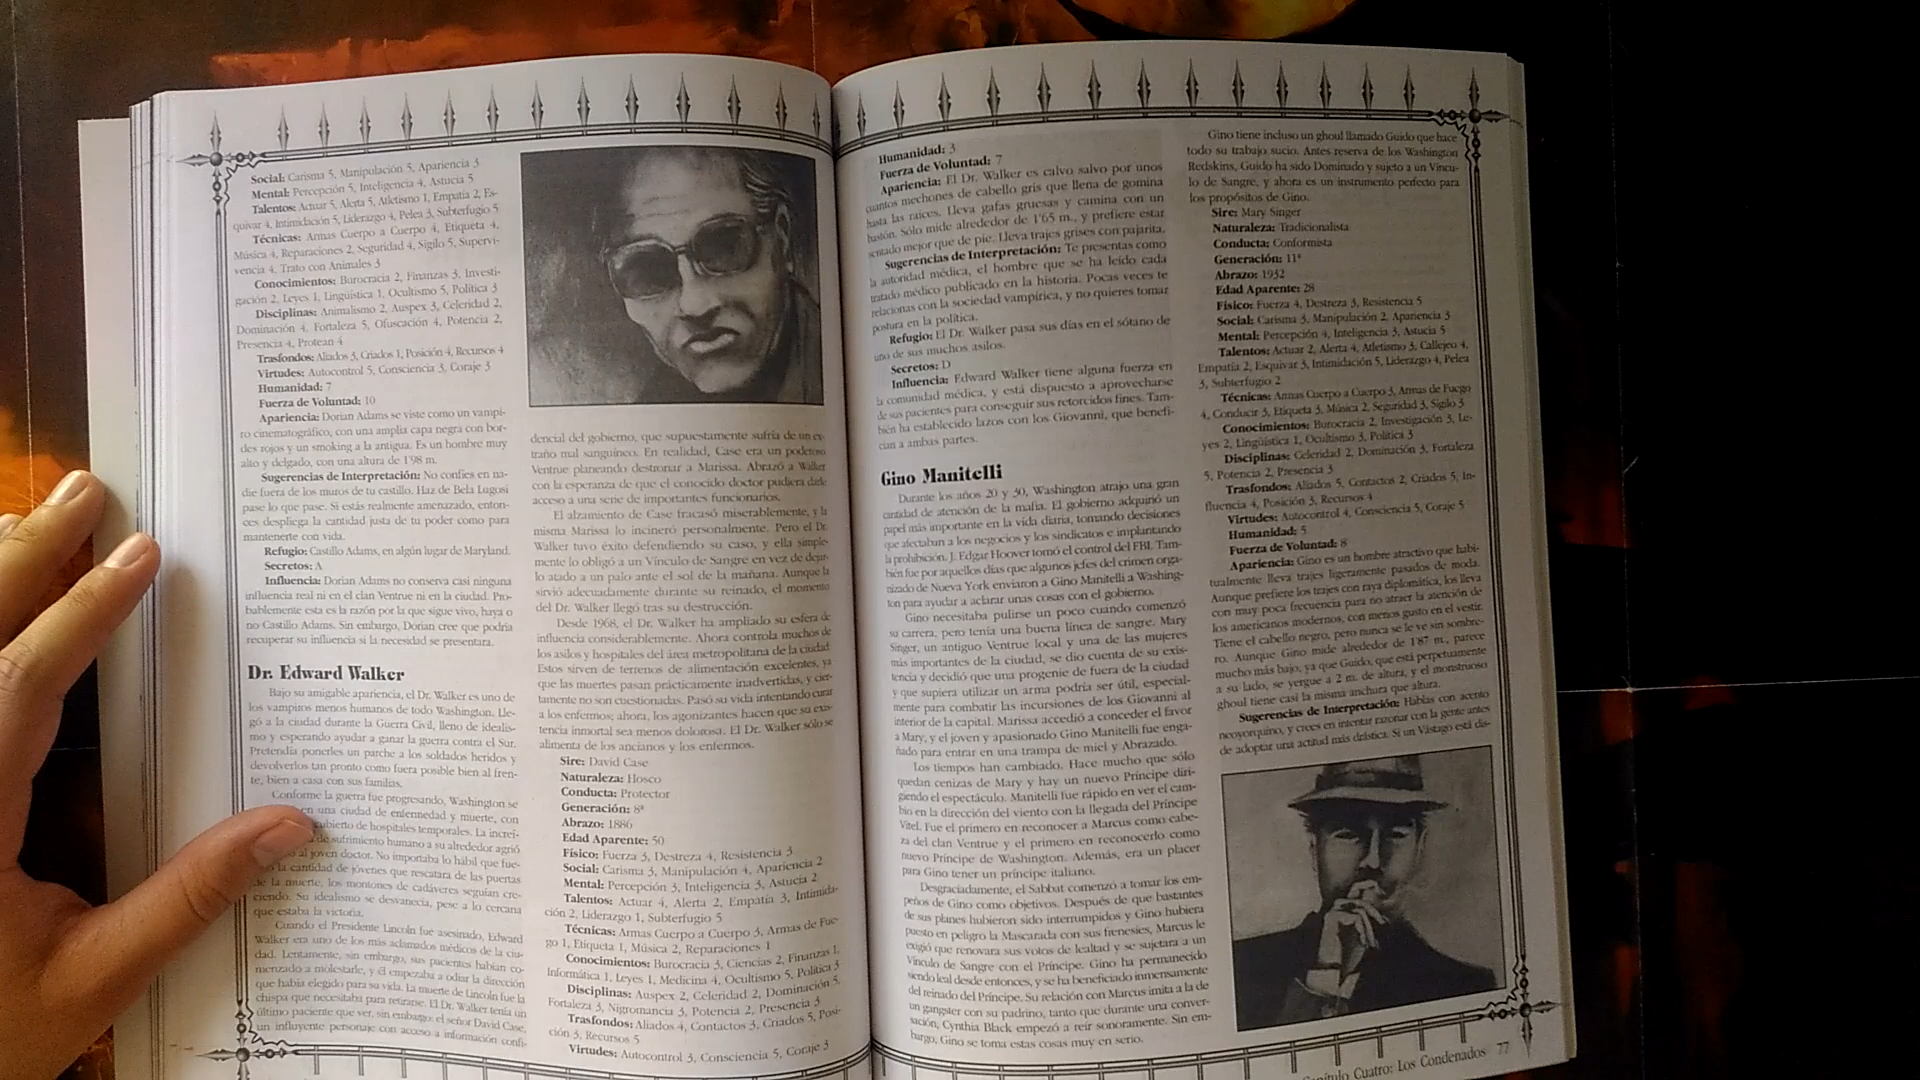 Social: Carisma 5, Manipulación 5, Apariencia 3
Mental: Percepción 5, Inteligencia 4, Astucia 5
Talentos: Actuar 5, Alerta 5, Atletismo 1, Empatía 2, Es-
quivar 4, Intimidación 5, Liderazgo 4, Pelea 3, Subterfugio 5
Técnicas: Armas Cuerpo a Cuerpo 4, Etiqueta 4,
Música 4, Reparaciones 2, Seguridad 4, Sigilo 5, Supervi-
vencia 4, Trato con Animales 3
Conocimientos: Burocracia 2, Finanzas 3, Investi-
gación 2, Leyes 1, Lingüística 1, Ocultismo 5, Política 3
Disciplinas: Animalismo 2, Auspex 3, Celeridad 2,
Dominación 4, Fortaleza 5, Ofuscación 4, Potencia 2,
Presencia 4, Protean 4
Trasfondos: Aliados 3, Criados 1, Posición 4, Recursos 4
Virtudes: Autocontrol 5, Consciencia 3, Coraje 3
Humanidad: 7
Fuerza de Voluntad: 10
Apariencia: Dorian Adams se viste como un vampi-
ro cinematográfico, con una amplia capa negra con bor-
des rojos y un smoking a la antigua. Es un hombre muy
alto y delgado, con una altura de 1'98 m.
Sugerencias de Interpretación: No confíes en na-
die fuera de los muros de tu castillo. Haz de Bela Lugosi
pase lo que pase. Si estás realmente amenazado, enton-
ces despliega la cantidad justa de tu poder como para
mantenerte con vida.
Refugio: Castillo Adams, en algún lugar de Maryland.
Secretos: A
Influencia: Dorian Adams no conserva casi ninguna
influencia real ni en el clan Ventrue ni en la ciudad. Pro-
bablemente esta es la razón por la que sigue vivo, haya o
no Castillo Adams. Sin embargo, Dorian cree que podría
recuperar su influencia si la necesidad se presentara.
Dr. Edward Walker
Bajo su amigable apariencia, el Dr. Walker es uno de
los vampiros menos humanos de todo Washington. Lle-
gó a la ciudad durante la Guerra Civil, lleno de idealis-
mo y esperando ayudar a ganar la guerra contra el Sur.
Pretendía ponerles un parche a los soldados heridos y
devolverlos tan pronto como fuera posible bien al fren-
te, bien a casa con sus familias.
Conforme la guerra fue progresando, Washington se
en una ciudad de enfermedad y muerte, con
cubierto de hospitales temporales. La increí-
de sufrimiento humano a su alrededor agrió
al joven doctor. No importaba lo hábil que fue-
la cantidad de jóvenes que rescatara de las puertas
de la muerte, los montones de cadáveres seguían cre-
ciendo. Su idealismo se desvanecía, pese a lo cercana
que estaba la victoria.
Cuando el Presidente Lincoln fue asesinado, Edward
Walker era uno de los más aclamados médicos de la ciu-
dad. Lentamente, sin embargo, sus pacientes habían co-
menzado a molestarle, y él empezaba a odiar la dirección
que había elegido para su vida. La muerte de Lincoln fue la
chispa que necesitaba para retirarse. El Dr. Walker tenía un
último paciente que ver, sin embargo: el señor David Case,
un influyente personaje con acceso a información confi-
dencial del gobierno, que supuestamente sufría de un ex-
traño mal sanguíneo. En realidad, Case era un poderoso
Ventrue planeando destronar a Marissa. Abrazó a Walker
con la esperanza de que el conocido doctor pudiera darle
acceso a una serie de importantes funcionarios.
El alzamiento de Case fracasó miserablemente, y la
misma Marissa lo incineró personalmente. Pero el Dr.
Walker tuvo éxito defendiendo su caso, y ella simple-
mente lo obligó a un Vínculo de Sangre en vez de dejar-
lo atado a un palo ante el sol de la mañana. Aunque la
sirvió adecuadamente durante su reinado, el momento
del Dr. Walker llegó tras su destrucción.
Desde 1968, el Dr. Walker ha ampliado su esfera de
influencia considerablemente. Ahora controla muchos de
los asilos y hospitales del área metropolitana de la ciudad.
Estos sirven de terrenos de alimentación excelentes, ya
que las muertes pasan prácticamente inadvertidas, y cier-
tamente no son cuestionadas. Pasó su vida intentando curar
a los enfermos; ahora, los agonizantes hacen que su exis-
tencia inmortal sea menos dolorosa. El Dr. Walker sólo se
alimenta de los ancianos y los enfermos.
Sire: David Case
Naturaleza: Hosco
Conducta: Protector
Generación: 8ª
Abrazo: 1886
Edad Aparente: 50
Físico: Fuerza 3, Destreza 4, Resistencia 3
Social: Carisma 3, Manipulación 4, Apariencia 2
Mental: Percepción 3, Inteligencia 3, Astucia 2
Talentos: Actuar 4, Alerta 2, Empatía 3, Intimida-
ción 2, Liderazgo 1, Subterfugio 5
Técnicas: Armas Cuerpo a Cuerpo 3, Armas de Fue-
go 1, Etiqueta 1, Música 2, Reparaciones 1
Conocimientos: Burocracia 3, Ciencias 2, Finanzas 1,
Informática 1, Leyes 1, Medicina 4, Ocultismo 5, Política 3
Disciplinas: Auspex 2, Celeridad 2, Dominación 5,
Fortaleza 3, Nigromancia 3, Potencia 2, Presencia 3
Trasfondos: Aliados 4, Contactos 3, Criados 5, Posi-
ción 3, Recursos 5
Virtudes: Autocontrol 3, Consciencia 5, Coraje 3
Humanidad: 3
Fuerza de Voluntad: 7
Apariencia: El Dr. Walker es calvo salvo por unos
cuantos mechones de cabello gris que llena de gomina
hasta las raíces. Lleva gafas gruesas y camina con un
bastón. Sólo mide alrededor de 1'65 m., y prefiere estar
sentado mejor que de pie. Lleva trajes grises con pajarita.
Sugerencias de Interpretación: Te presentas como
la autoridad médica, el hombre que se ha leído cada
tratado médico publicado en la historia. Pocas veces te
relacionas con la sociedad vampírica, y no quieres tomar
postura en la política.
Refugio: El Dr. Walker pasa sus días en el sótano de
uno de sus muchos asilos.
Secretos: D
Influencia: Edward Walker tiene alguna fuerza en
la comunidad médica, y está dispuesto a aprovecharse
de sus pacientes para conseguir sus retorcidos fines. Tam-
bién ha establecido lazos con los Giovanni, que benefi-
cian a ambas partes.
Gino Manitelli
Durante los años 20 y 30, Washington atrajo una gran
cantidad de atención de la mafia. El gobierno adquirió un
papel más importante en la vida diaria, tomando decisiones
que afectaban a los negocios y los sindicatos e implantando
la prohibición. J. Edgar Hoover tomó el control del FBI. Tam-
bién fue por aquellos días que algunos jefes del crimen orga-
nizado de Nueva York enviaron a Gino Manitelli a Washing-
ton para ayudar a aclarar unas cosas con el gobierno.
Gino necesitaba pulirse un poco cuando comenzó
su carrera, pero tenía una buena línea de sangre. Mary
Singer, un antiguo Ventrue local y una de las mujeres
más importantes de la ciudad, se dio cuenta de su exis-
tencia y decidió que una progenie de fuera de la ciudad
y que supiera utilizar un arma podría ser útil, especial-
mente para combatir las incursiones de los Giovanni al
interior de la capital. Marissa accedió a conceder el favor
a Mary, y el joven y apasionado Gino Manitelli fue enga-
ñado para entrar en una trampa de miel y Abrazado.
Los tiempos han cambiado. Hace mucho que sólo
quedan cenizas de Mary y hay un nuevo Príncipe diri-
giendo el espectáculo. Manitelli fue rápido en ver el cam-
bio en la dirección del viento con la llegada del Príncipe
Vitel. Fue el primero en reconocer a Marcus como cabe-
za del clan Ventrue y el primero en reconocerlo como
nuevo Príncipe de Washington. Además, era un placer
para Gino tener un príncipe italiano.
Desgraciadamente, el Sabbat comenzó a tomar los em-
peños de Gino como objetivos. Después de que bastantes
de sus planes hubieron sido interrumpidos y Gino hubiera
puesto en peligro la Mascarada con sus frenesíes, Marcus le
exigió que renovara sus votos de lealtad y se sujetara a un
Vínculo de Sangre con el Príncipe. Gino ha permanecido
siendo leal desde entonces, y se ha beneficiado inmensamente
del reinado del Príncipe. Su relación con Marcus imita a la de
un gangster con su padrino, tanto que durante una conver-
sación, Cynthia Black empezó a reír sonoramente. Sin em-
bargo, Gino se toma estas cosas muy en serio.
Gino tiene incluso un ghoul llamado Guido que hace
todo su trabajo sucio. Antes reserva de los Washington
Redskins, Guido ha sido Dominado y sujeto a un Víncu-
lo de Sangre, y ahora es un instrumento perfecto para
los propósitos de Gino.
Sire: Mary Singer
Naturaleza: Tradicionalista
Conducta: Conformista
Generación: 11ª
Abrazo: 1932
Edad Aparente: 28
Físico: Fuerza 4, Destreza 3, Resistencia 5
Social: Carisma 3, Manipulación 2, Apariencia 3
Mental: Percepción 4, Inteligencia 3, Astucia 5
Talentos: Actuar 2, Alerta 4, Atletismo 3, Callejeo 4,
Empatía 2, Esquivar 3, Intimidación 5, Liderazgo 4, Pelea
3, Subterfugio 2
Técnicas: Armas Cuerpo a Cuerpo 3, Armas de Fuego
4, Conducir 3, Etiqueta 3, Música 2, Seguridad 3, Sigilo 3
Conocimientos: Burocracia 2, Investigación 3, Le-
yes 2, Lingüística 1, Ocultismo 3, Política 3
Disciplinas: Celeridad 2, Dominación 3, Fortaleza
5, Potencia 2, Presencia 3
Trasfondos: Aliados 5, Contactos 2, Criados 5, In-
fluencia 4, Posición 3, Recursos 4
Virtudes: Autocontrol 4, Consciencia 5, Coraje 5
Humanidad: 5
Fuerza de Voluntad: 8
Apariencia: Gino es un hombre atractivo que habi-
tualmente lleva trajes ligeramente pasados de moda.
Aunque prefiere los trajes con raya diplomática, los lleva
con muy poca frecuencia para no atraer la atención de
los americanos modernos, con menos gusto en el vestir.
Tiene el cabello negro, pero nunca se le ve sin sombre-
ro. Aunque Gino mide alrededor de 1'87 m., parece
mucho más bajo, ya que Guido, que está perpetuamente
a su lado, se yergue a 2 m. de altura, y el monstruoso
ghoul tiene casi la misma anchura que altura.
Sugerencias de Interpretación: Hablas con acento
neoyorquino, y crees en intentar razonar con la gente antes
de adoptar una actitud más drástica. Si un Vástago está dis-
Capítulo Cuatro: Los Condenados 77